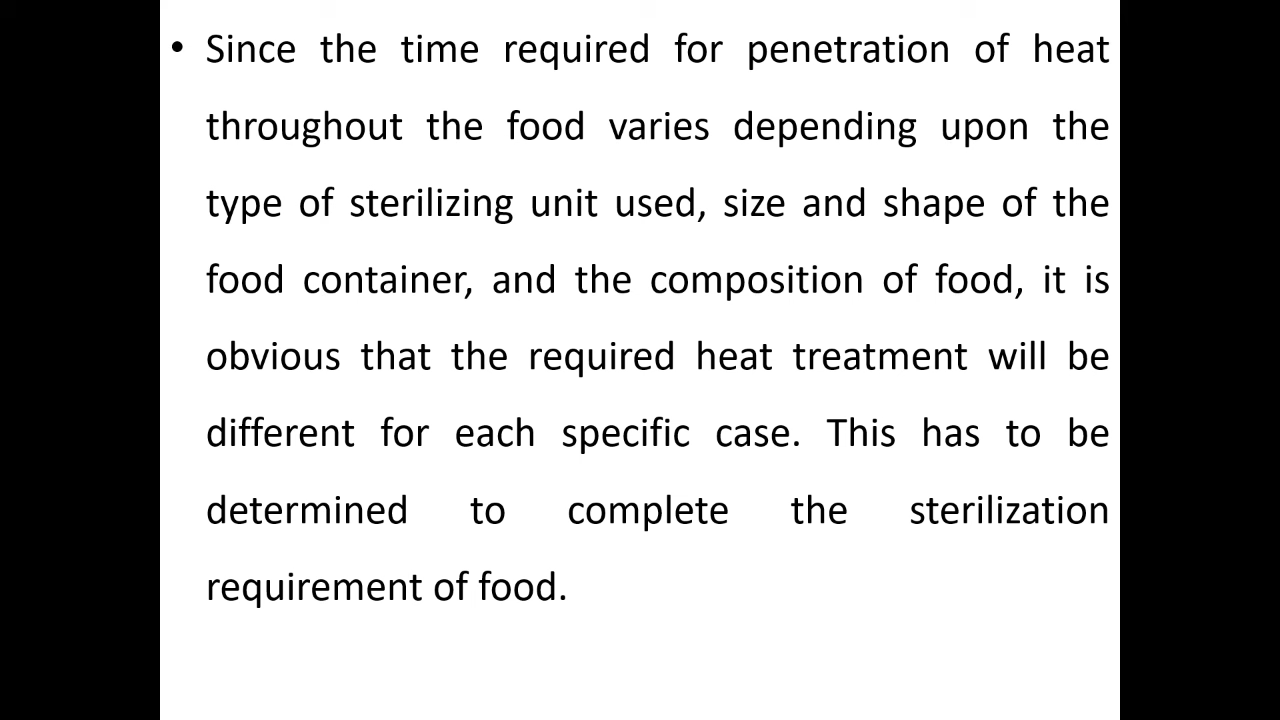 • Since the time required for penetration of heat
throughout the food varies depending upon the
type of sterilizing unit used, size and shape of the
food container, and the composition of food, it is
obvious that the required heat treatment will be
different for each specific case. This has to be
determined to complete the sterilization
requirement of food.